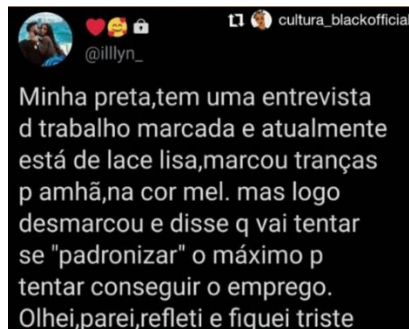 cultura_blackofficial
@illlyn_
Minha preta,tem uma entrevista
d trabalho marcada e atualmente
está de lace lisa,marcou tranças
p amhã,na cor mel. mas logo
desmarcou e disse q vai tentar
se "padronizar" o máximo p
tentar conseguir o emprego.
Olhei,parei,refleti e fiquei triste